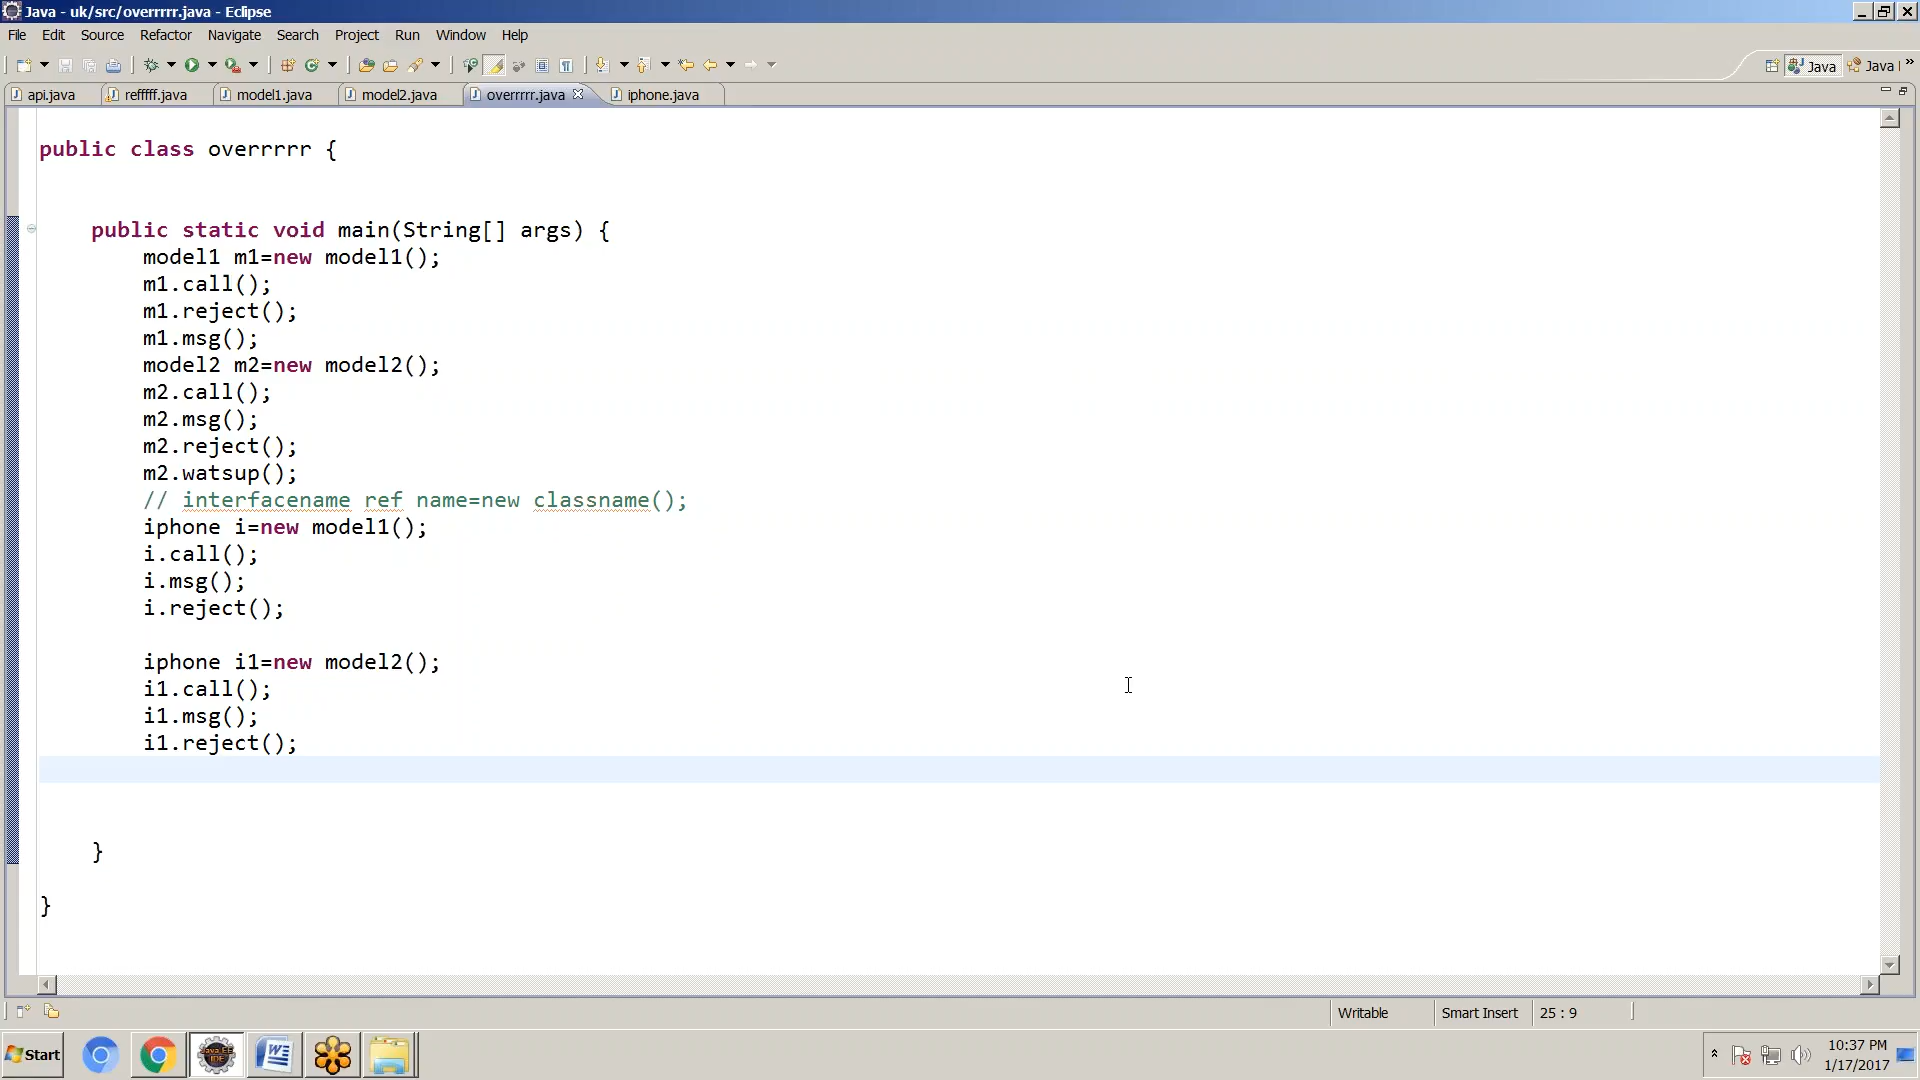 Java - uk/src/overrrrr.java - Eclipse
File Edit Source Refactor Navigate Search Project Run Window Help
Java Java
api.java refffff.java model1.java model2.java overrrrr.java iphone.java
public class overrrrr {
public static void main(String[] args) {
model1 m1=new model1();
m1.call();
m1.reject();
m1.msg();
model2 m2=new model2();
m2.call();
m2.msg();
m2.reject();
m2.watsup();
// interfacename ref name=new classname();
iphone i=new model1();
i.call();
i.msg();
i.reject();
iphone i1=new model2();
i1.call();
i1.msg();
i1.reject();
}
}
Writable Smart Insert 25 : 9
Start
10:37 PM
1/17/2017